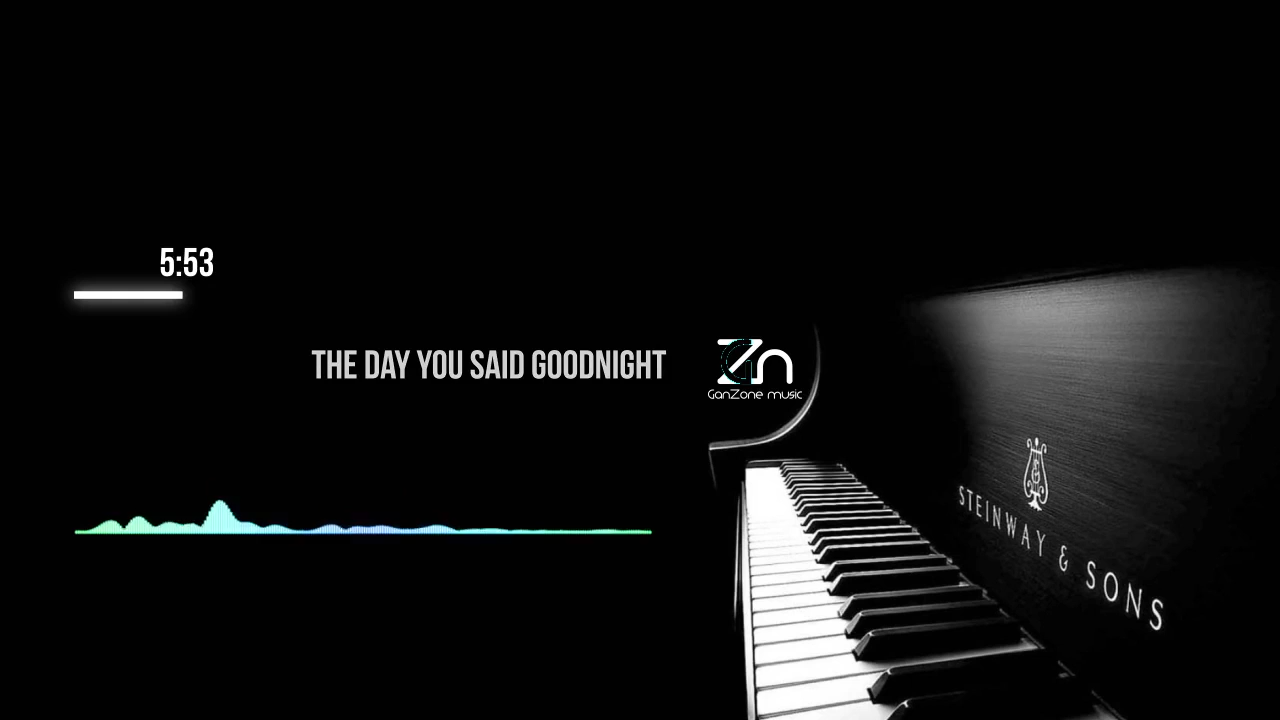 5:53
THE DAY YOU SAID GOODNIGHT
Zn
GanZone music
STEINWAY & SONS